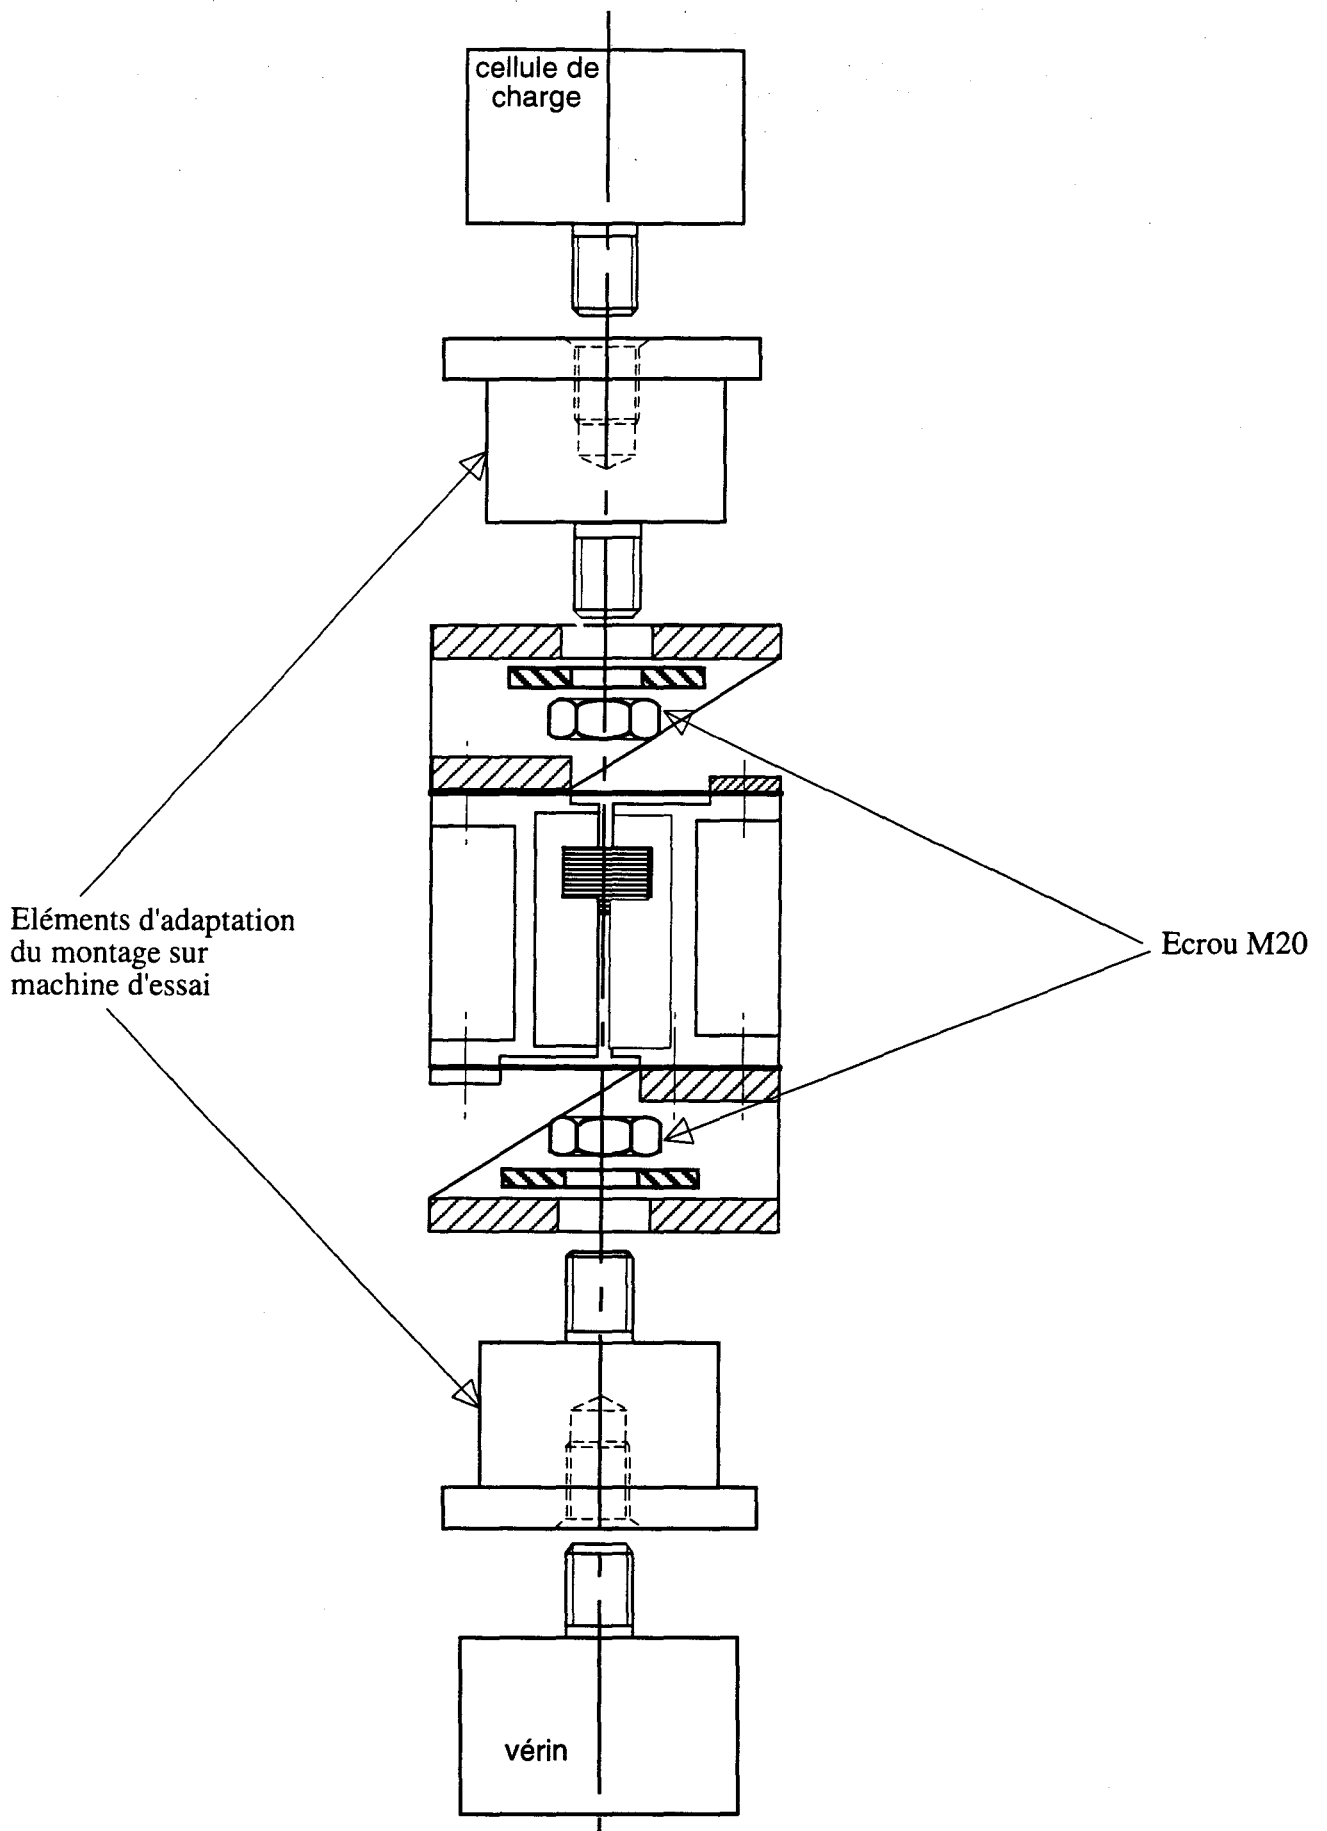 cellule de
charge
Eléments d'adaptation
du montage sur
machine d'essai
Ecrou M20
vérin